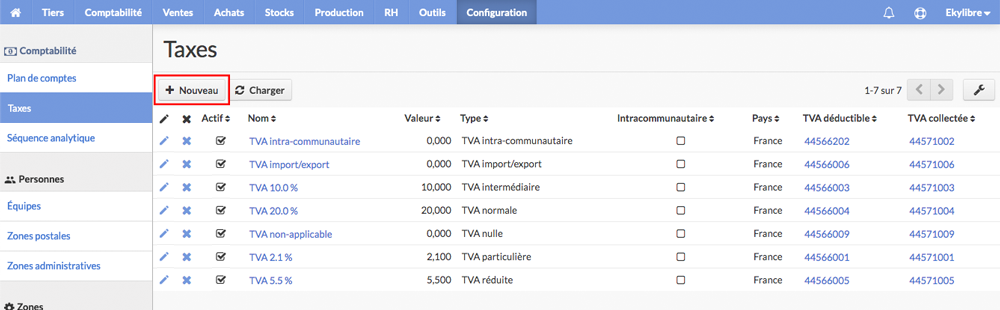 Tiers Comptabilité Ventes Achats Stocks Production RH Outils Configuration Ekylibre
Comptabilité
Plan de comptes
Taxes
Séquence analytique
Personnes
Équipes
Zones postales
Zones administratives
Zones
Taxes
Nouveau Charger 1-7 sur 7
Actif Nom Valeur Type Intracommunautaire Pays TVA déductible TVA collectée
TVA intra-communautaire 0,000 TVA intra-communautaire France 44566202 44571002
TVA import/export 0,000 TVA import/export France 44566006 44571006
TVA 10.0 % 10,000 TVA intermédiaire France 44566003 44571003
TVA 20.0 % 20,000 TVA normale France 44566004 44571004
TVA non-applicable 0,000 TVA nulle France 44566009 44571009
TVA 2.1 % 2,100 TVA particulière France 44566001 44571001
TVA 5.5 % 5,500 TVA réduite France 44566005 44571005